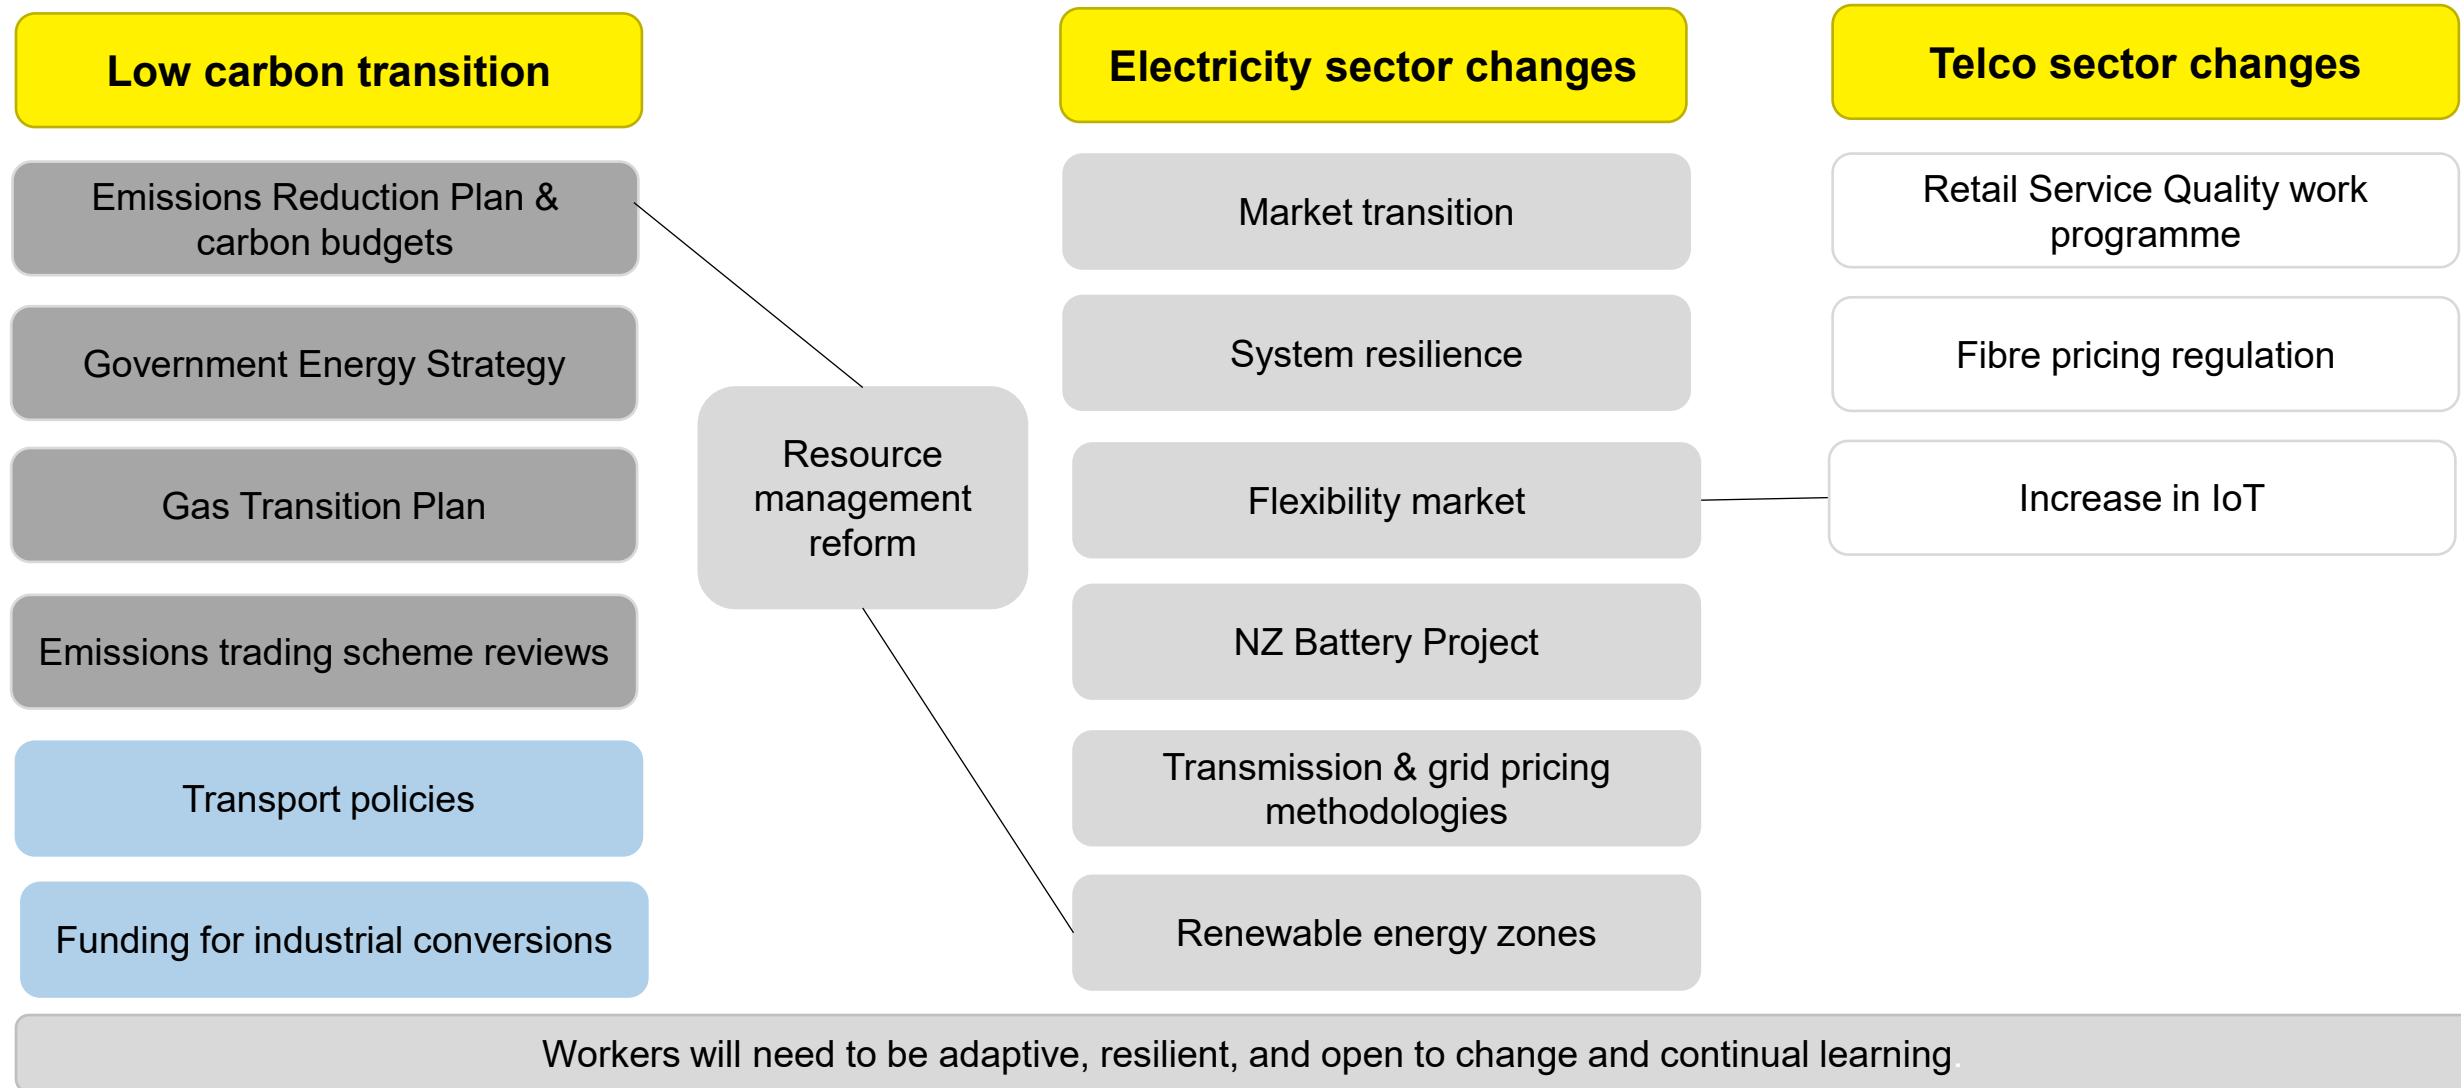 Low carbon transition
Emissions Reduction Plan &
carbon budgets
Government Energy Strategy
Gas Transition Plan
Emissions trading scheme reviews
Transport policies
Funding for industrial conversions
Resource
management
reform
Electricity sector changes
Market transition
System resilience
Flexibility market
NZ Battery Project
Transmission & grid pricing
methodologies
Renewable energy zones
Telco sector changes
Retail Service Quality work
programme
Fibre pricing regulation
Increase in IoT
Workers will need to be adaptive, resilient, and open to change and continual learning.